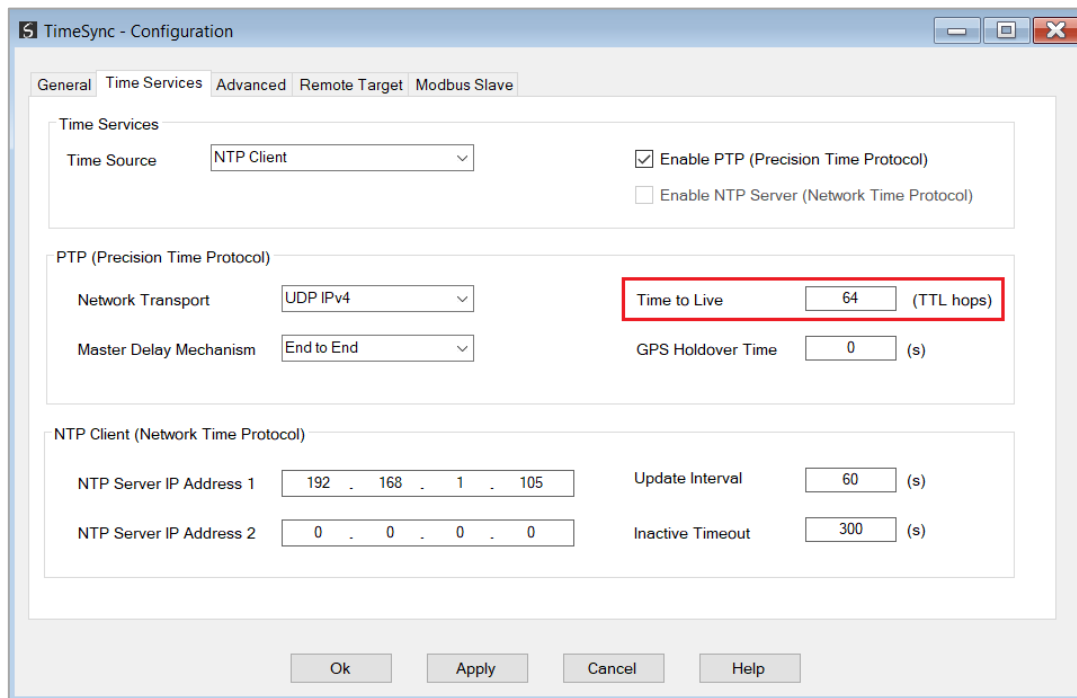 TimeSync - Configuration
General Time Services Advanced Remote Target Modbus Slave
Time Services
Time Source NTP Client
Enable PTP (Precision Time Protocol)
Enable NTP Server (Network Time Protocol)
PTP (Precision Time Protocol)
Network Transport UDP IPv4
Time to Live 64 (TTL hops)
Master Delay Mechanism End to End
GPS Holdover Time 0 (s)
NTP Client (Network Time Protocol)
NTP Server IP Address 1 192 . 168 . 1 . 105
Update Interval 60 (s)
NTP Server IP Address 2 0 . 0 . 0 . 0
Inactive Timeout 300 (s)
Ok Apply Cancel Help